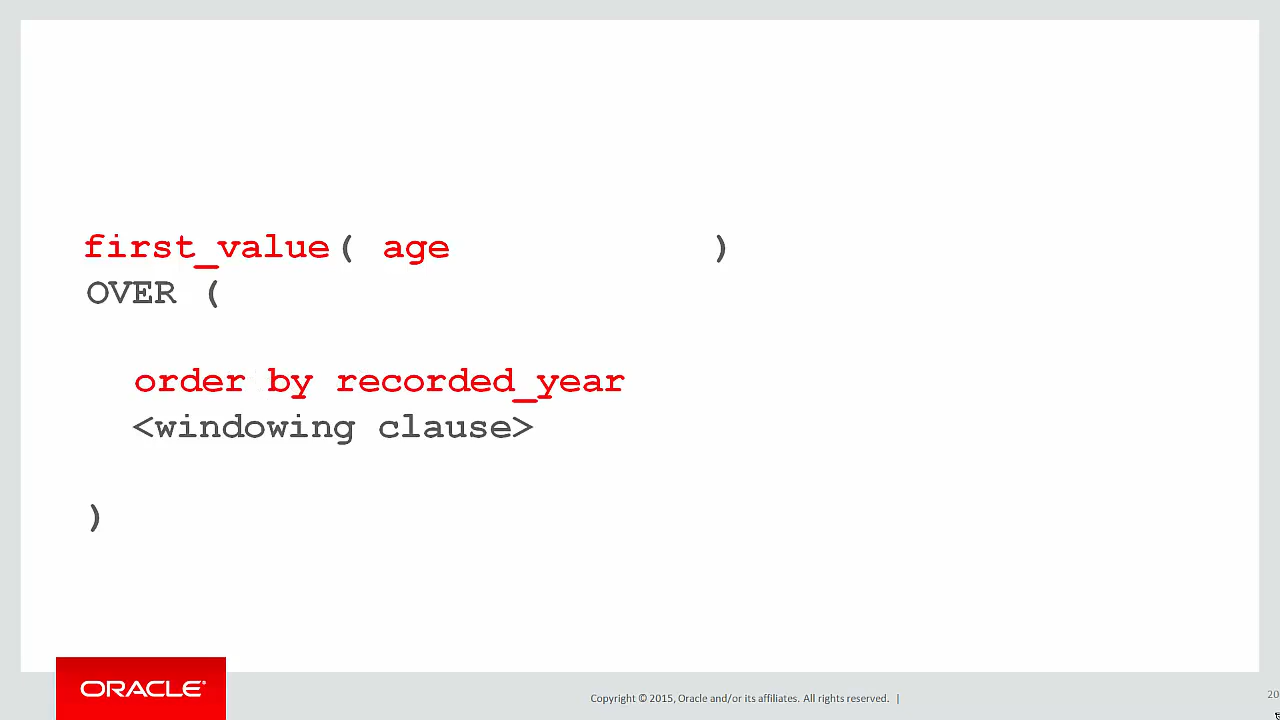 first_value( age )
OVER (
order by recorded_year
<windowing clause>
)
ORACLE®
Copyright © 2015, Oracle and/or its affiliates. All rights reserved. |
20